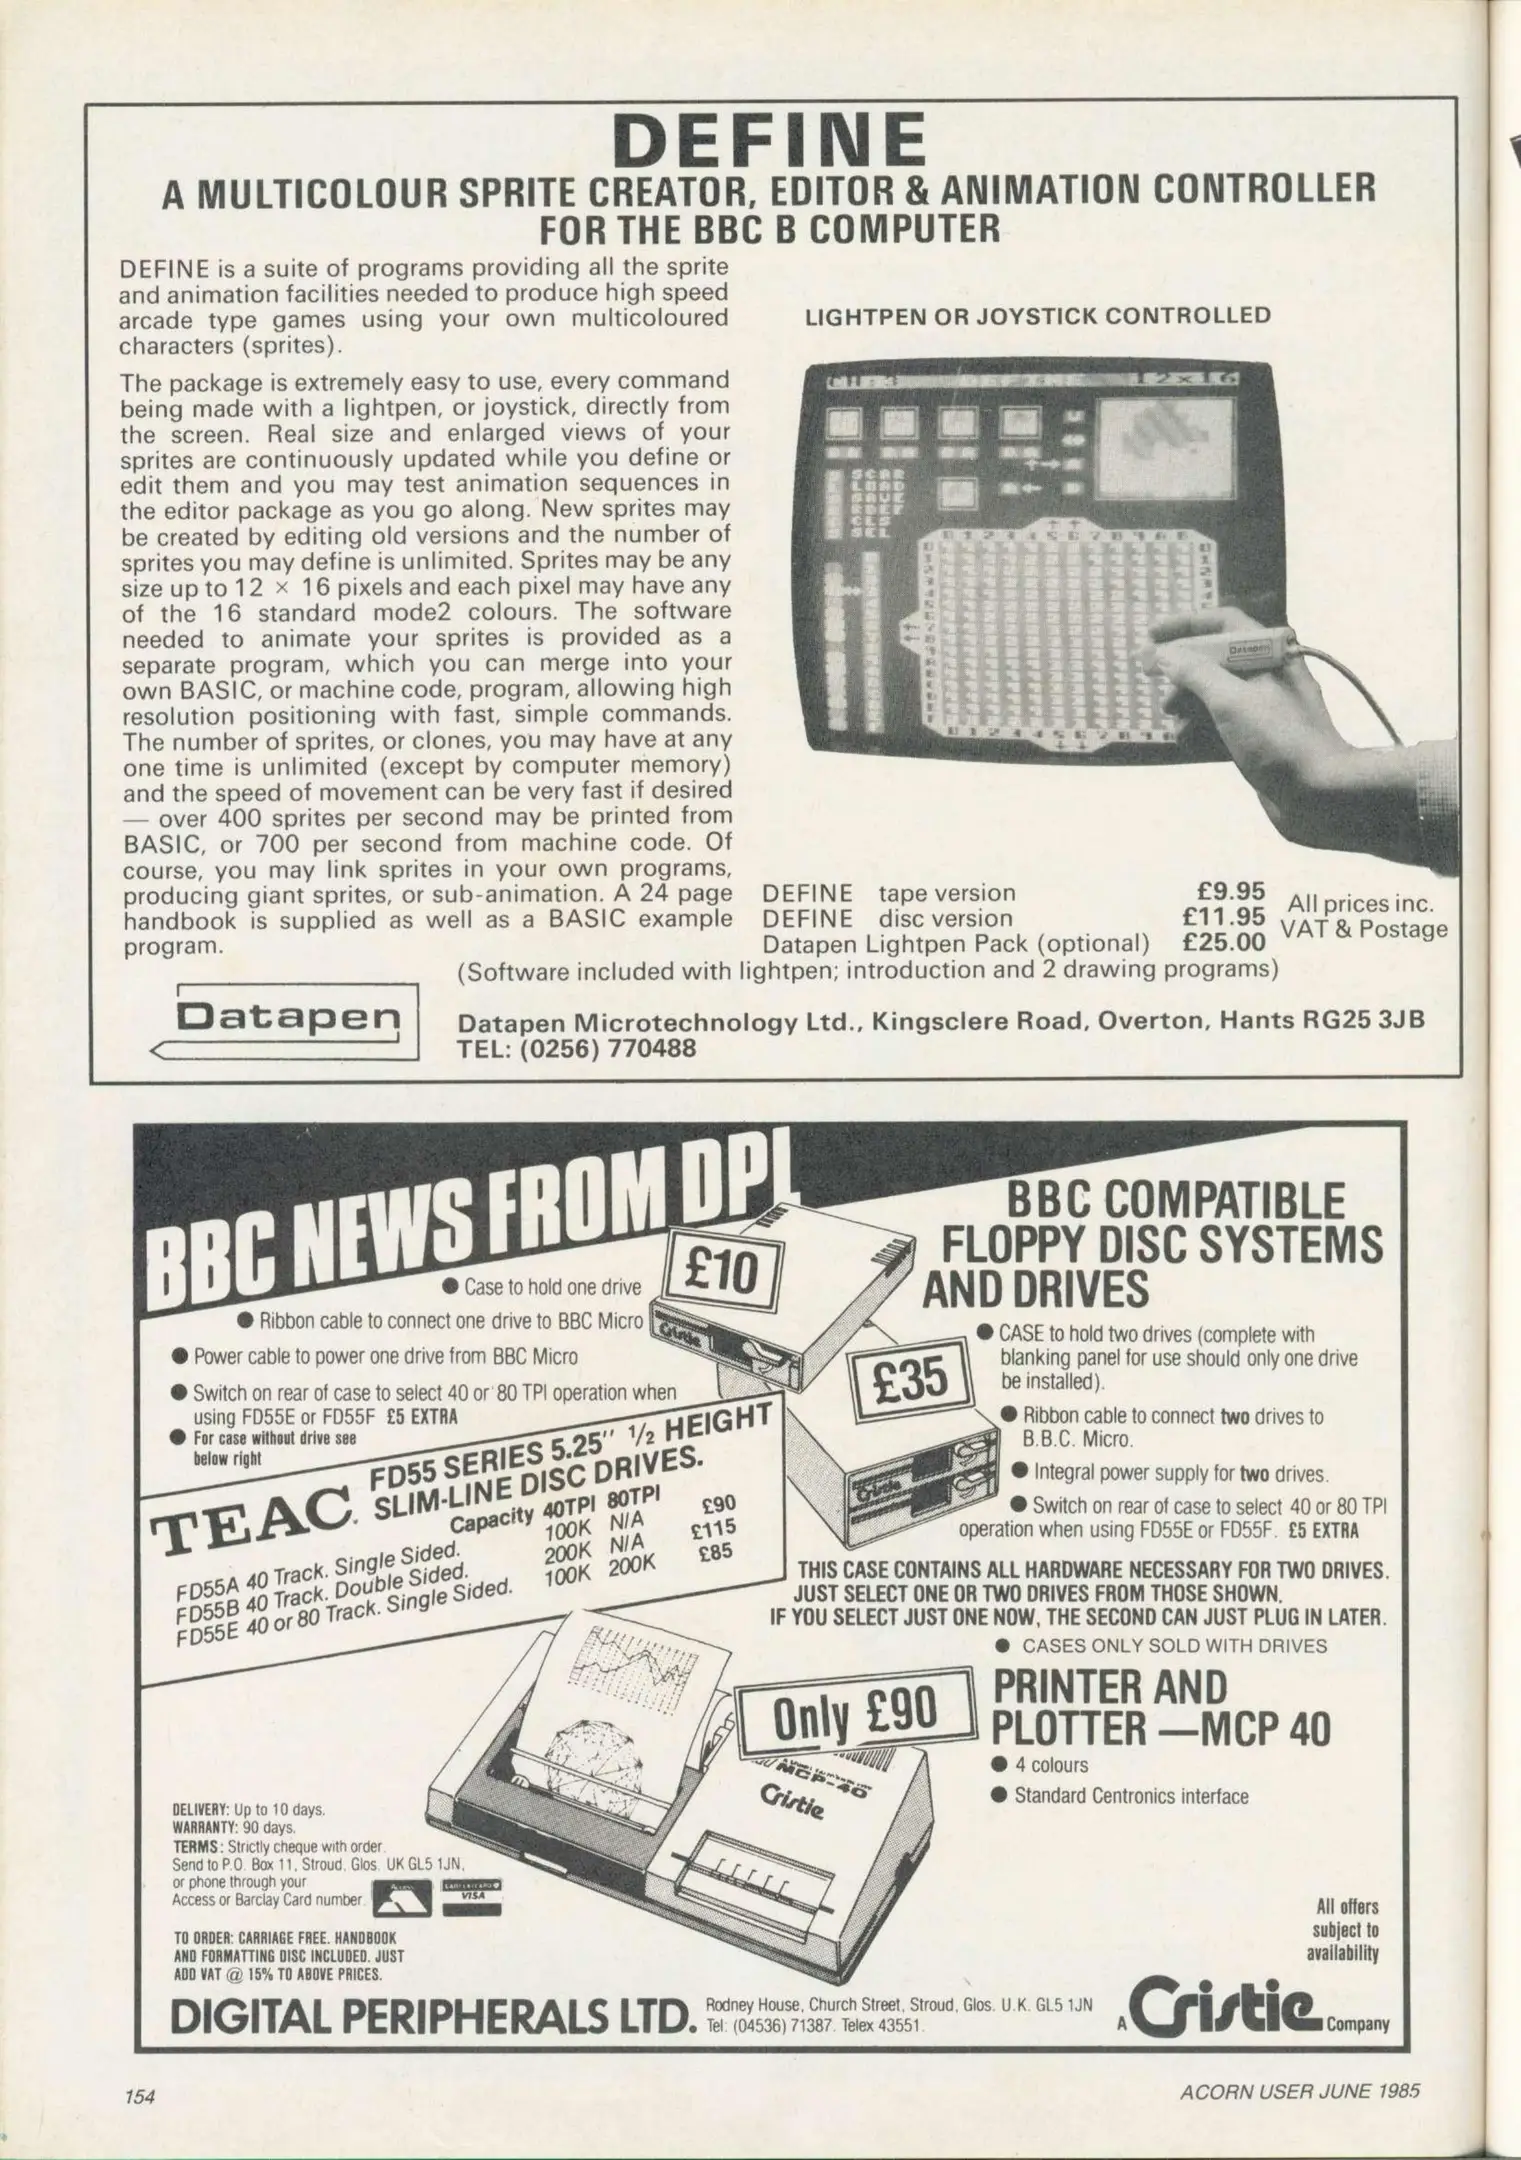 DEFINE
A MULTICOLOUR SPRITE CREATOR, EDITOR & ANIMATION CONTROLLER
FOR THE BBC B COMPUTER
DEFINE is a suite of programs providing all the sprite
and animation facilities needed to produce high speed
arcade type games using your own multicoloured
characters (sprites).
The package is extremely easy to use, every command
being made with a lightpen, or joystick, directly from
the screen. Real size and enlarged views of your
sprites are continuously updated while you define or
edit them and you may test animation sequences in
the editor package as you go along. New sprites may
be created by editing old versions and the number of
sprites you may define is unlimited. Sprites may be any
size up to 12 × 16 pixels and each pixel may have any
of the 16 standard mode2 colours. The software
needed to animate your sprites is provided as a
separate program, which you can merge into your
own BASIC, or machine code, program, allowing high
resolution positioning with fast, simple commands.
The number of sprites, or clones, you may have at any
one time is unlimited (except by computer memory)
and the speed of movement can be very fast if desired
— over 400 sprites per second may be printed from
BASIC, or 700 per second from machine code. Of
course, you may link sprites in your own programs,
producing giant sprites, or sub-animation. A 24 page
handbook is supplied as well as a BASIC example
program.
LIGHTPEN OR JOYSTICK CONTROLLED
12x16
LOAD
SAVE
CLS
SEL
Datapen
DEFINE tape version £9.95
DEFINE disc version £11.95
Datapen Lightpen Pack (optional) £25.00
All prices inc.
VAT & Postage
(Software included with lightpen; introduction and 2 drawing programs)
Datapen
Datapen Microtechnology Ltd., Kingsclere Road, Overton, Hants RG25 3JB
TEL: (0256) 770488
BBC NEWS FROM DPL
£10
● Case to hold one drive
● Ribbon cable to connect one drive to BBC Micro
● Power cable to power one drive from BBC Micro
● Switch on rear of case to select 40 or 80 TPI operation when
using FD55E or FD55F £5 EXTRA
● For case without drive see
below right
Cristie
BBC COMPATIBLE
FLOPPY DISC SYSTEMS
AND DRIVES
£35
● CASE to hold two drives (complete with
blanking panel for use should only one drive
be installed).
● Ribbon cable to connect two drives to
B.B.C. Micro.
● Integral power supply for two drives.
● Switch on rear of case to select 40 or 80 TPI
operation when using FD55E or FD55F. £5 EXTRA
Cristie
TEAC. FD55 SERIES 5.25" 1/2 HEIGHT
SLIM-LINE DISC DRIVES.
Capacity 40TPI 80TPI
FD55A 40 Track. Single Sided. 100K N/A £90
FD55B 40 Track. Double Sided. 200K N/A £115
FD55E 40 or 80 Track. Single Sided. 100K 200K £85
THIS CASE CONTAINS ALL HARDWARE NECESSARY FOR TWO DRIVES.
JUST SELECT ONE OR TWO DRIVES FROM THOSE SHOWN.
IF YOU SELECT JUST ONE NOW, THE SECOND CAN JUST PLUG IN LATER.
● CASES ONLY SOLD WITH DRIVES
Only £90
PRINTER AND
PLOTTER —MCP 40
● 4 colours
● Standard Centronics interface
MCP-40
Cristie
DELIVERY: Up to 10 days.
WARRANTY: 90 days.
TERMS: Strictly cheque with order.
Send to P.O. Box 11, Stroud, Glos. UK GL5 1JN,
or phone through your
Access or Barclay Card number.
Access
VISA
TO ORDER: CARRIAGE FREE. HANDBOOK
AND FORMATTING DISC INCLUDED. JUST
ADD VAT @ 15% TO ABOVE PRICES.
All offers
subject to
availability
DIGITAL PERIPHERALS LTD.
Rodney House, Church Street, Stroud, Glos. U.K. GL5 1JN
Tel: (04536) 71387. Telex 43551.
A Cristie Company
154
ACORN USER JUNE 1985